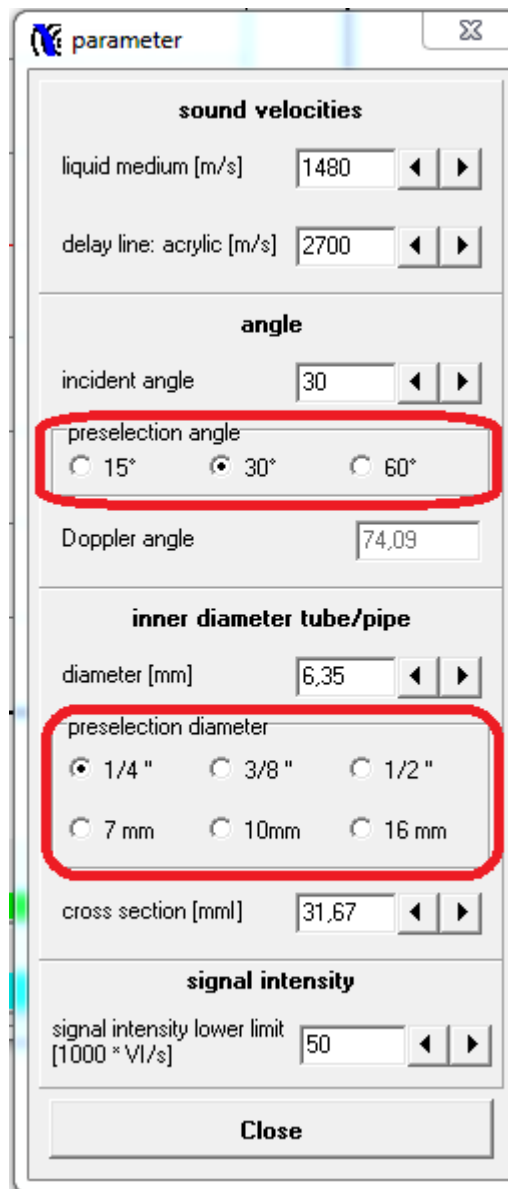 parameter
sound velocities
liquid medium [m/s] 1480
delay line: acrylic [m/s] 2700
angle
incident angle 30
preselection angle
15° 30° 60°
Doppler angle 74,09
inner diameter tube/pipe
diameter [mm] 6,35
preselection diameter
1/4 " 3/8 " 1/2 "
7 mm 10mm 16 mm
cross section [mml] 31,67
signal intensity
signal intensity lower limit
[1000 * VI/s] 50
Close